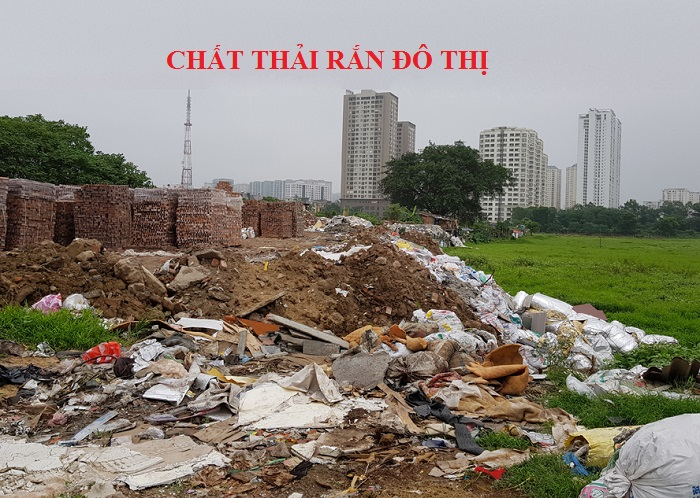 CHẤT THẢI RẮN ĐÔ THỊ